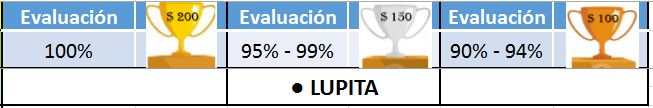 Evaluación $ 200 Evaluación $ 150 Evaluación $ 100
100% 95% - 99% 90% - 94%
● LUPITA